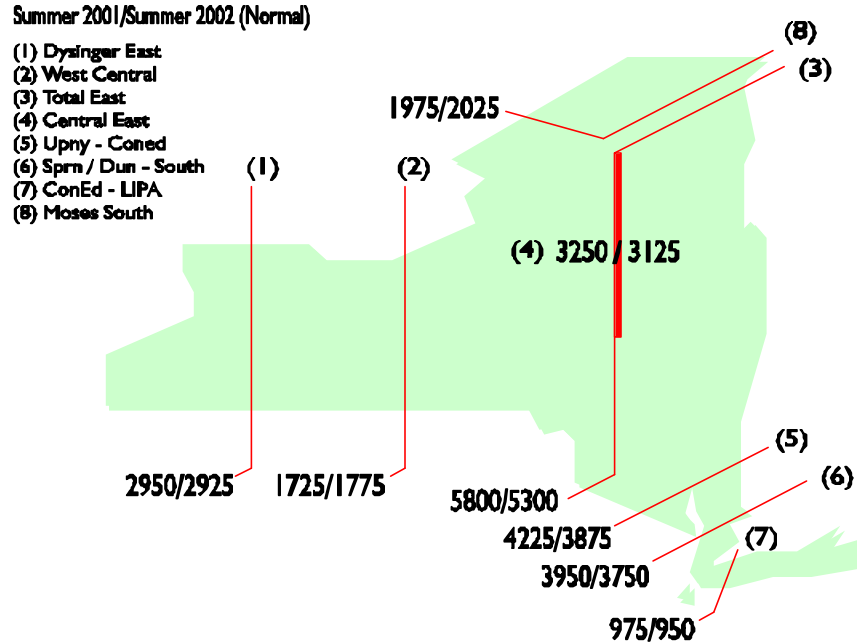 Summer 2001/Summer 2002 (Normal)
(1) Dysinger East
(2) West Central
(3) Total East
(4) Central East
(5) Upny - Coned
(6) Sprn / Dun - South
(7) ConEd - LIPA
(8) Moses South
(8)
(3)
1975/2025
(1)
(2)
(4) 3250 / 3125
(5)
2950/2925
1725/1775
(6)
5800/5300
4225/3875
(7)
3950/3750
975/950